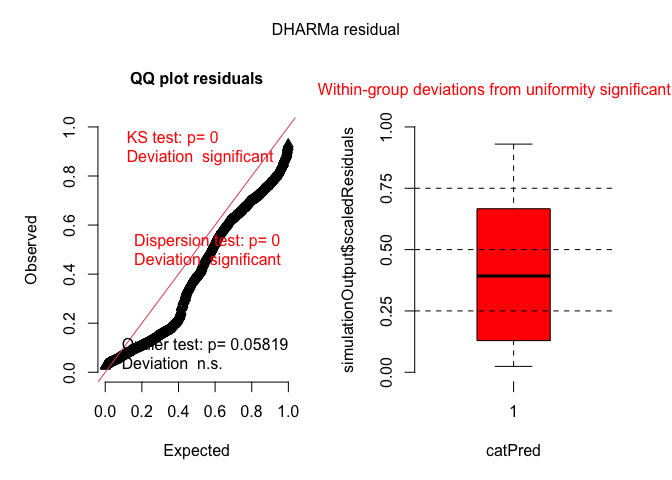 DHARMa residual
QQ plot residuals
KS test: p= 0
Deviation significant
Dispersion test: p= 0
Deviation significant
Outlier test: p= 0.05819
Deviation n.s.
Observed
0.0 0.2 0.4 0.6 0.8 1.0
0.0 0.2 0.4 0.6 0.8 1.0
Expected
Within-group deviations from uniformity significant
simulationOutput$scaledResiduals
0.00 0.25 0.50 0.75 1.00
1
catPred